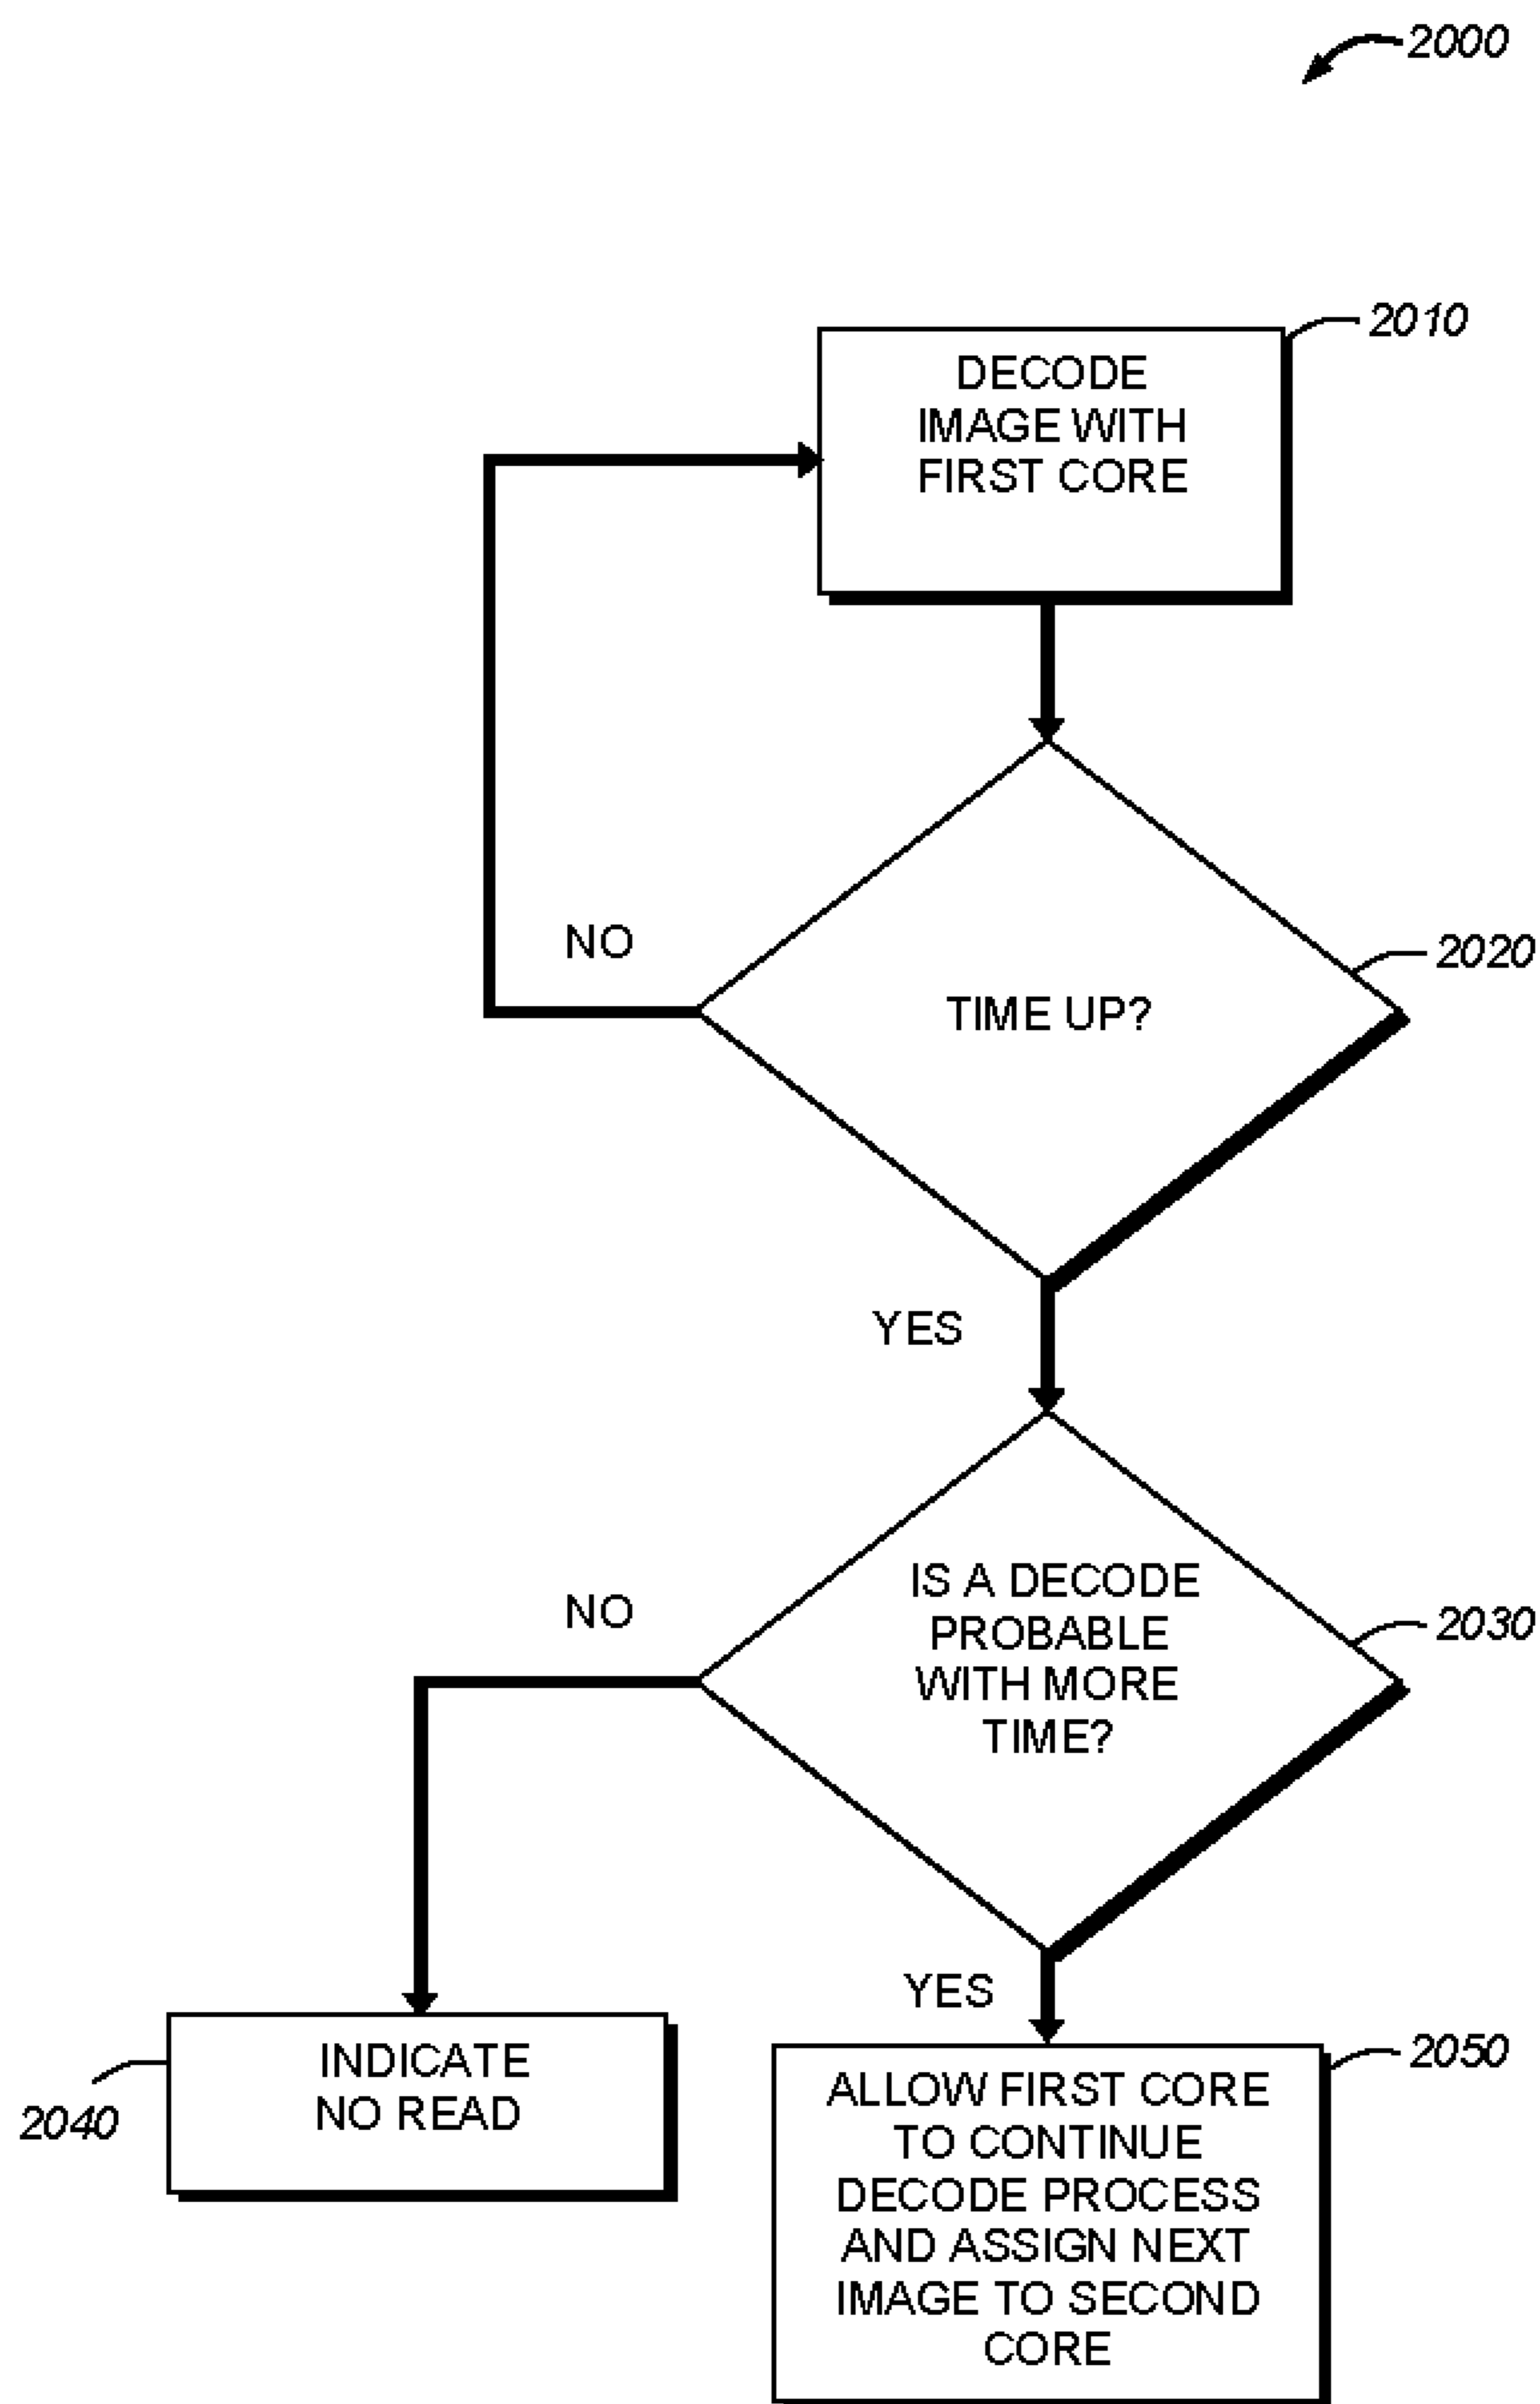 2000
2010
DECODE
IMAGE WITH
FIRST CORE
NO
2020
TIME UP?
YES
IS A DECODE
PROBABLE
WITH MORE
TIME?
NO
2030
YES
INDICATE
NO READ
2040
2050
ALLOW FIRST CORE
TO CONTINUE
DECODE PROCESS
AND ASSIGN NEXT
IMAGE TO SECOND
CORE